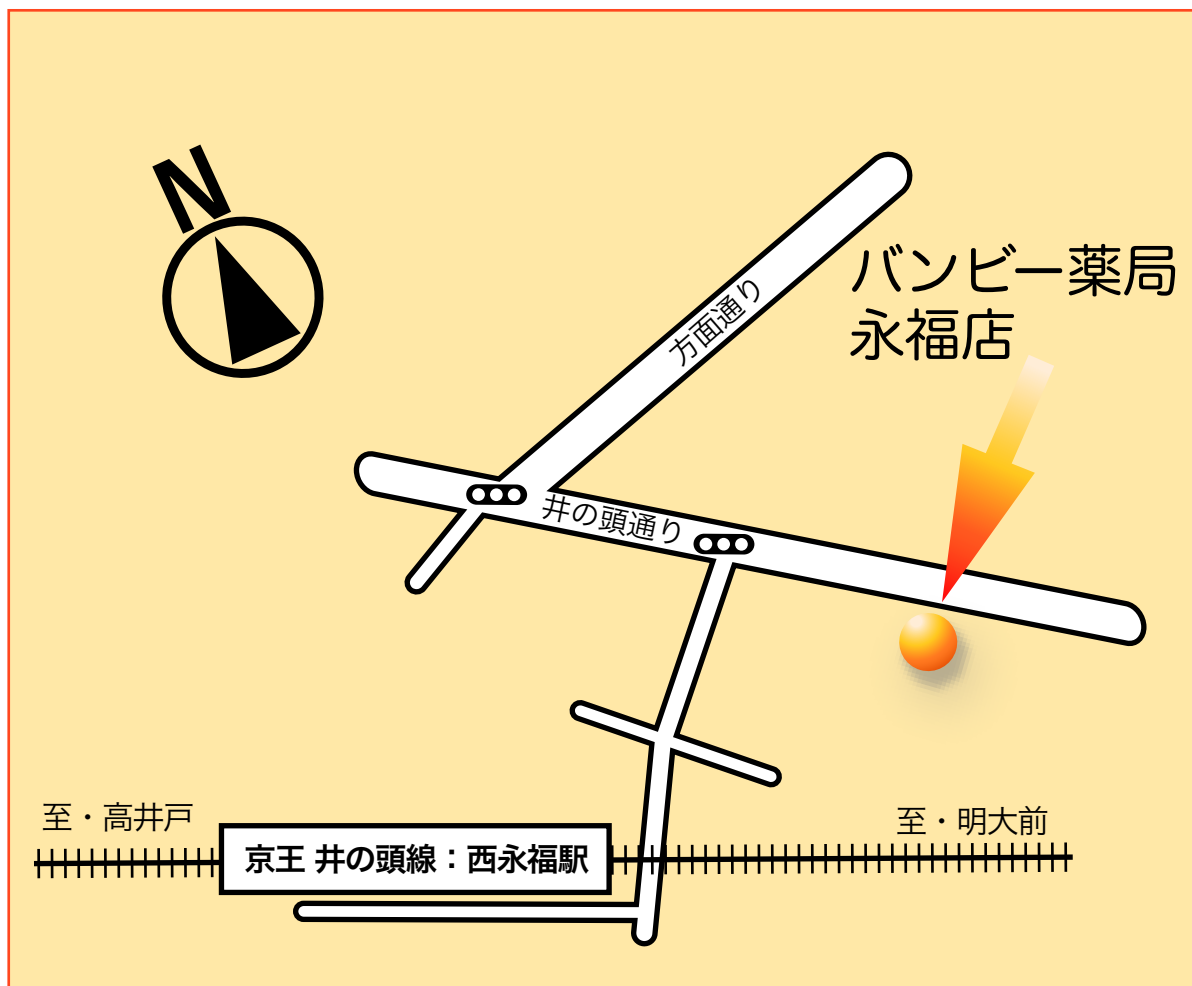 N
バンビー薬局
永福店
方面通り
井の頭通り
至・高井戸
至・明大前
京王 井の頭線：西永福駅